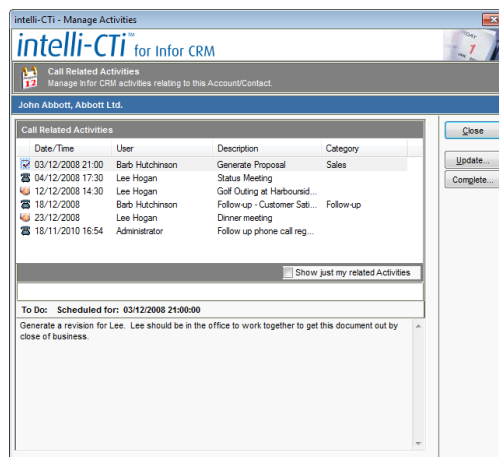 intelli-CTi - Manage Activities
intelli-CTi™ for Infor CRM
Call Related Activities
Manage Infor CRM activities relating to this Account/Contact.
John Abbott, Abbott Ltd.
Call Related Activities
Date/Time User Description Category
03/12/2008 21:00 Barb Hutchinson Generate Proposal Sales
04/12/2008 17:30 Lee Hogan Status Meeting
12/12/2008 14:30 Lee Hogan Golf Outing at Harboursid...
18/12/2008 Barb Hutchinson Follow-up - Customer Sati... Follow-up
23/12/2008 Lee Hogan Dinner meeting
18/11/2010 16:54 Administrator Follow up phone call reg...
Show just my related Activities
To Do: Scheduled for: 03/12/2008 21:00:00
Generate a revision for Lee. Lee should be in the office to work together to get this document out by
close of business.
Close
Update...
Complete...